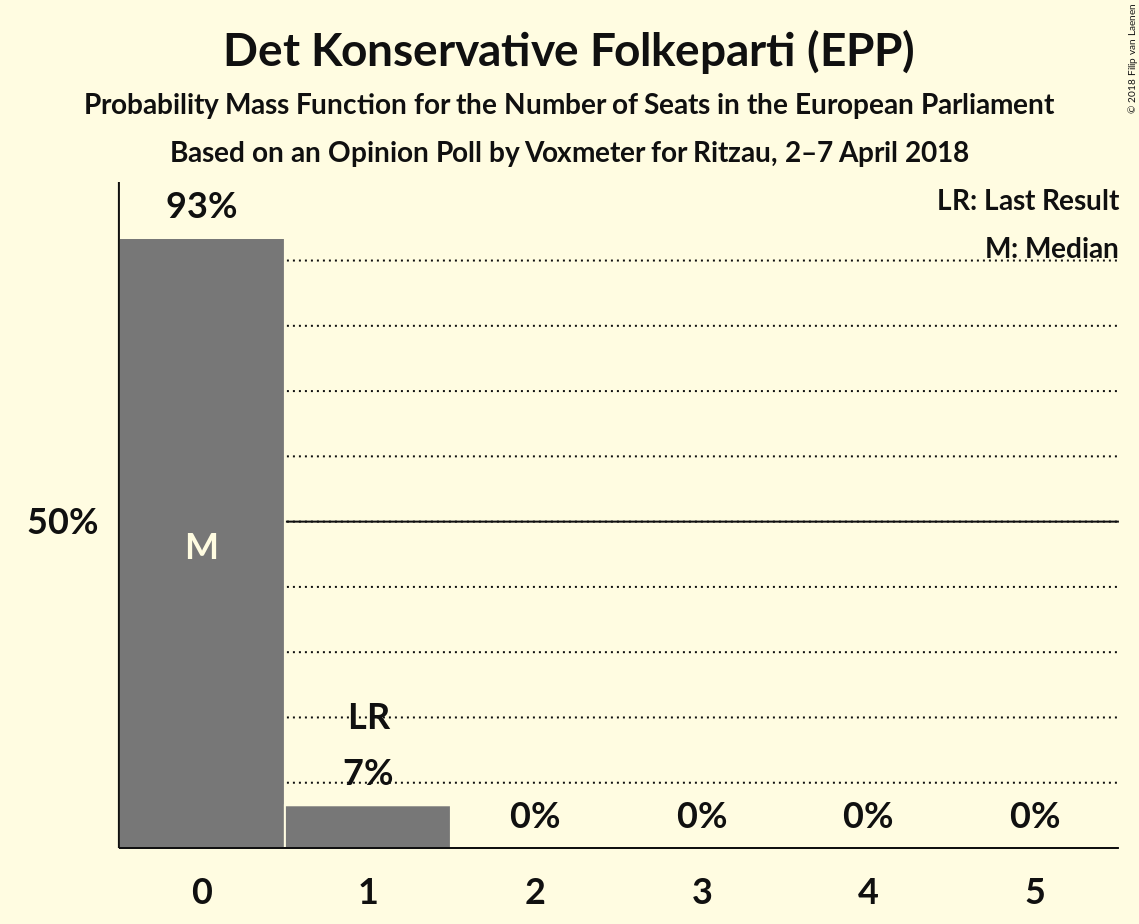 Det Konservative Folkeparti (EPP)
Probability Mass Function for the Number of Seats in the European Parliament
Based on an Opinion Poll by Voxmeter for Ritzau, 2–7 April 2018
© 2018 Filip van Laenen
LR: Last Result
M: Median
93%
50%
M
LR
7%
0%
0%
0%
0%
0
1
2
3
4
5